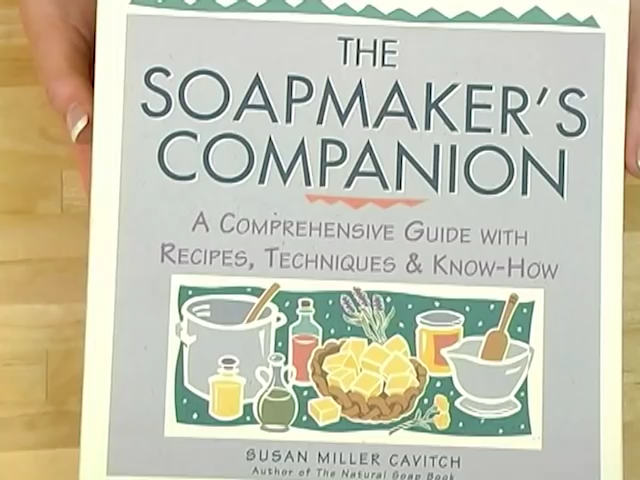 THE
SOAPMAKER'S
COMPANION
A COMPREHENSIVE GUIDE WITH
RECIPES, TECHNIQUES & KNOW-HOW
SUSAN MILLER CAVITCH
Author of The Natural Soap Book